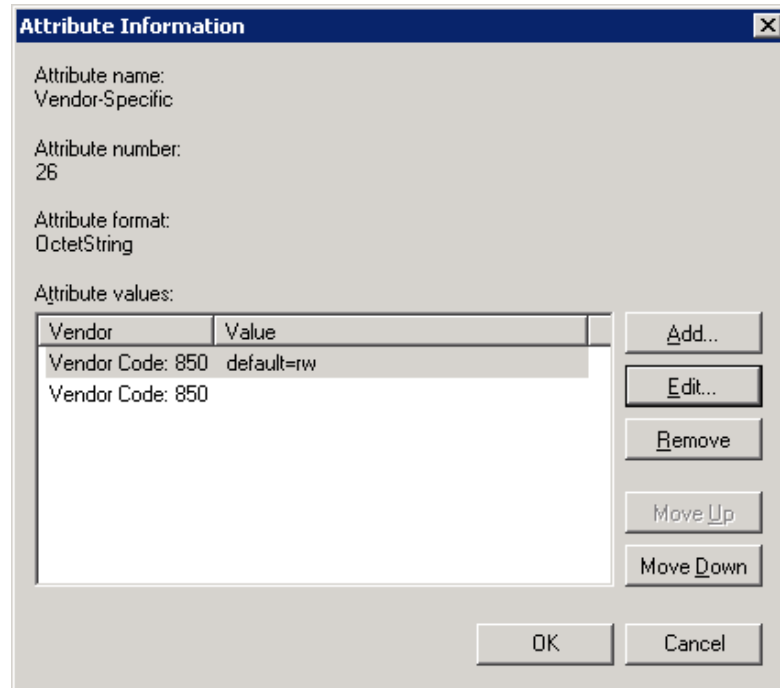 Attribute Information
Attribute name:
Vendor-Specific
Attribute number:
26
Attribute format:
OctetString
Attribute values:
Vendor Value
Vendor Code: 850 default=rw
Vendor Code: 850
Add...
Edit...
Remove
Move Up
Move Down
OK Cancel